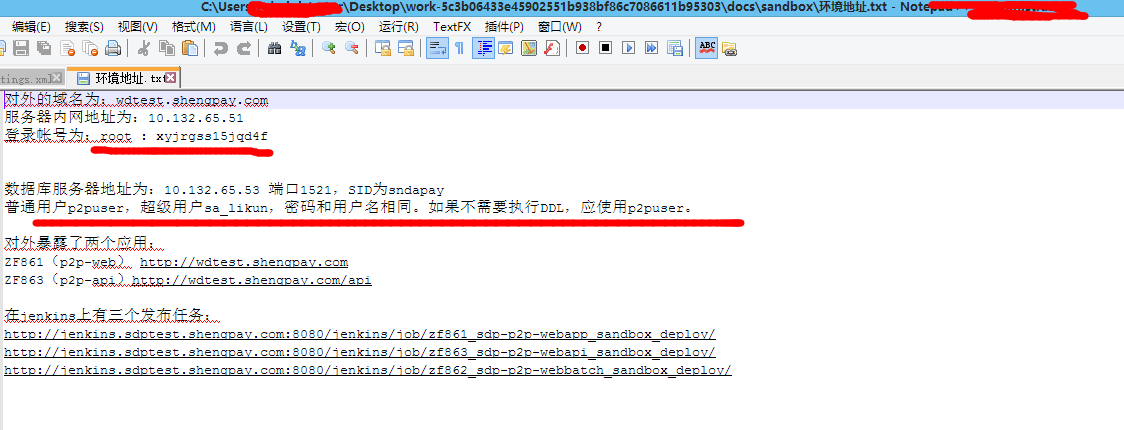 C:\Users\Desktop\work-5c3b06433e45902551b938bf86c7086611b95303\docs\sandbox\环境地址.txt - Notepad
编辑(E) 搜索(S) 视图(V) 格式(M) 语言(L) 设置(T) 宏(O) 运行(R) TextFX 插件(P) 窗口(W) ?
ABC
tings.xml 环境地址.txt
对外的域名为：wdtest.shengpay.com
服务器内网地址为：10.132.65.51
登录帐号为：root : xyjrgss15jqd4f
数据库服务器地址为：10.132.65.53 端口1521，SID为sndapay
普通用户p2puser，超级用户sa_likun，密码和用户名相同。如果不需要执行DDL，应使用p2puser。
对外暴露了两个应用：
ZF861（p2p-web） http://wdtest.shengpay.com
ZF863（p2p-api）http://wdtest.shengpay.com/api
在jenkins上有三个发布任务：
http://jenkins.sdptest.shengpay.com:8080/jenkins/job/zf861_sdp-p2p-webapp_sandbox_deploy/
http://jenkins.sdptest.shengpay.com:8080/jenkins/job/zf863_sdp-p2p-webapi_sandbox_deploy/
http://jenkins.sdptest.shengpay.com:8080/jenkins/job/zf862_sdp-p2p-webbatch_sandbox_deploy/